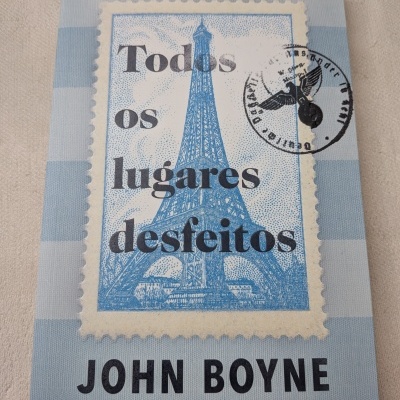 Todos
os
lugares
desfeitos
JOHN BOYNE